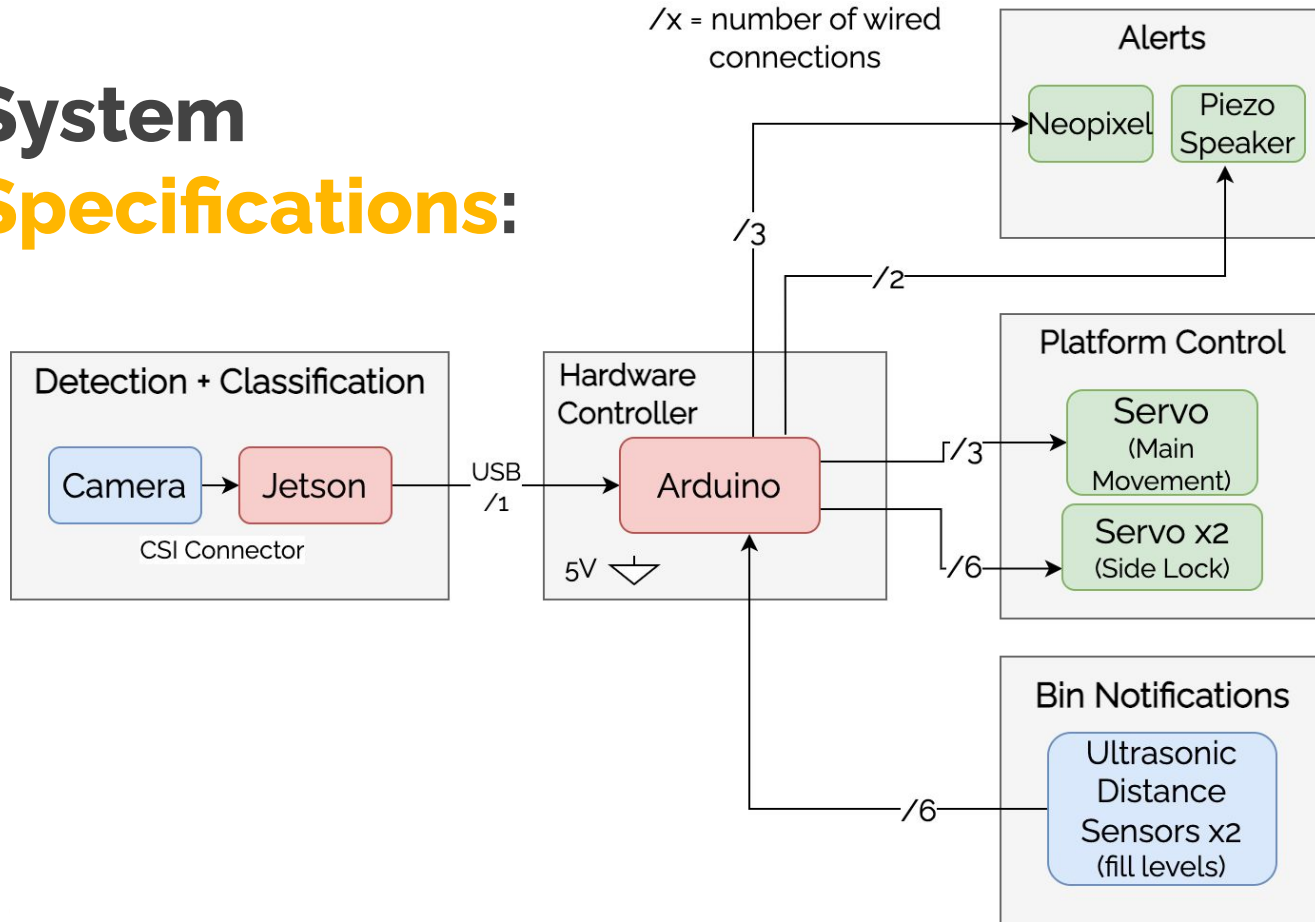 System
Specifications:
/x = number of wired
connections
Alerts
Neopixel
Piezo
Speaker
/3
/2
Detection + Classification
Camera
Jetson
CSI Connector
USB
/1
Hardware
Controller
Arduino
5V
Platform Control
/3
Servo
(Main
Movement)
/6
Servo x2
(Side Lock)
Bin Notifications
Ultrasonic
Distance
Sensors x2
(fill levels)
/6